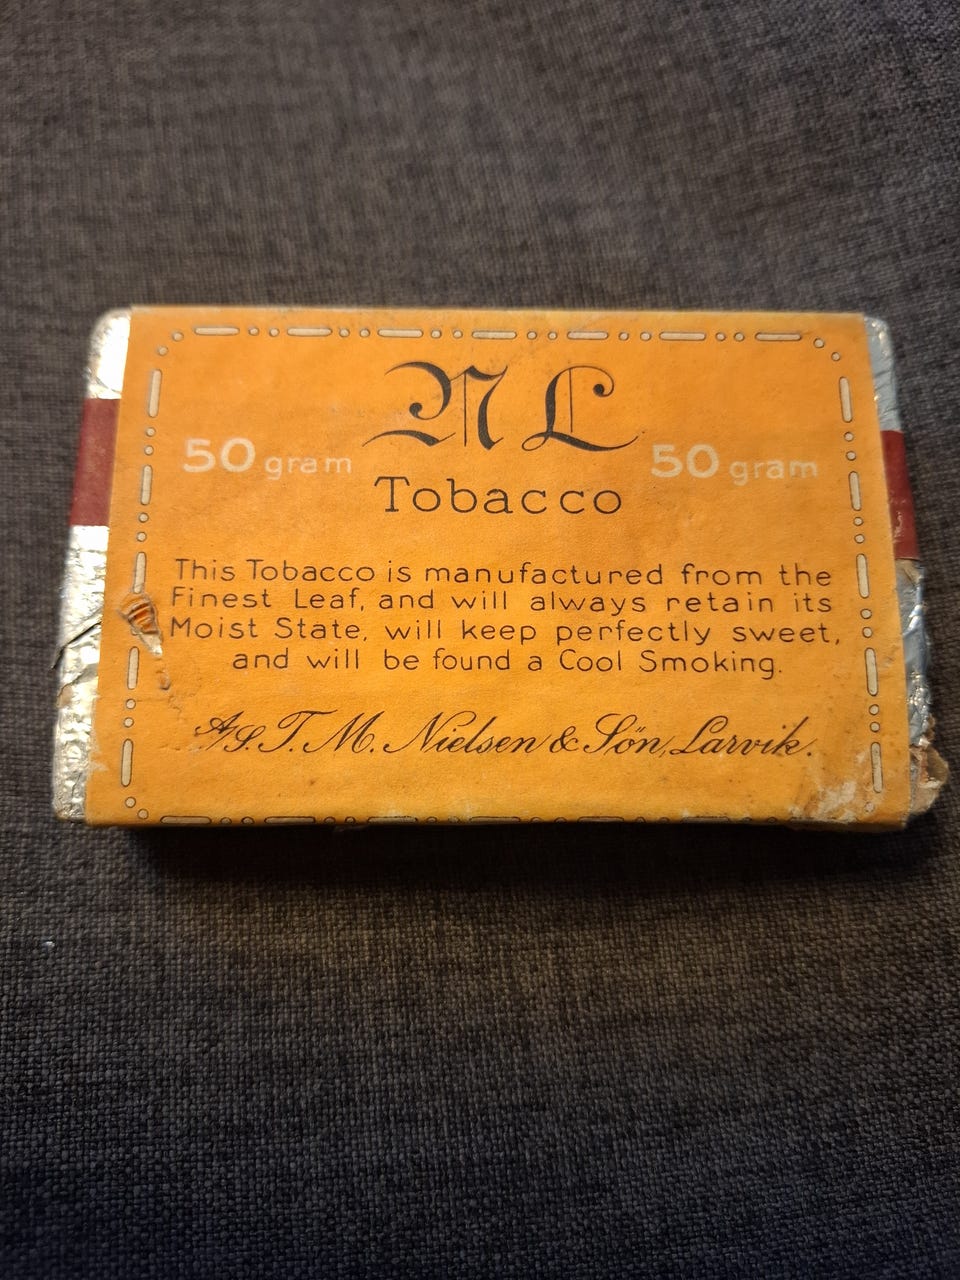 NL
50 gram 50 gram
Tobacco
This Tobacco is manufactured from the
Finest Leaf, and will always retain its
Moist State, will keep perfectly sweet,
and will be found a Cool Smoking.
A/S. T. M. Nielsen & Sön, Larvik.